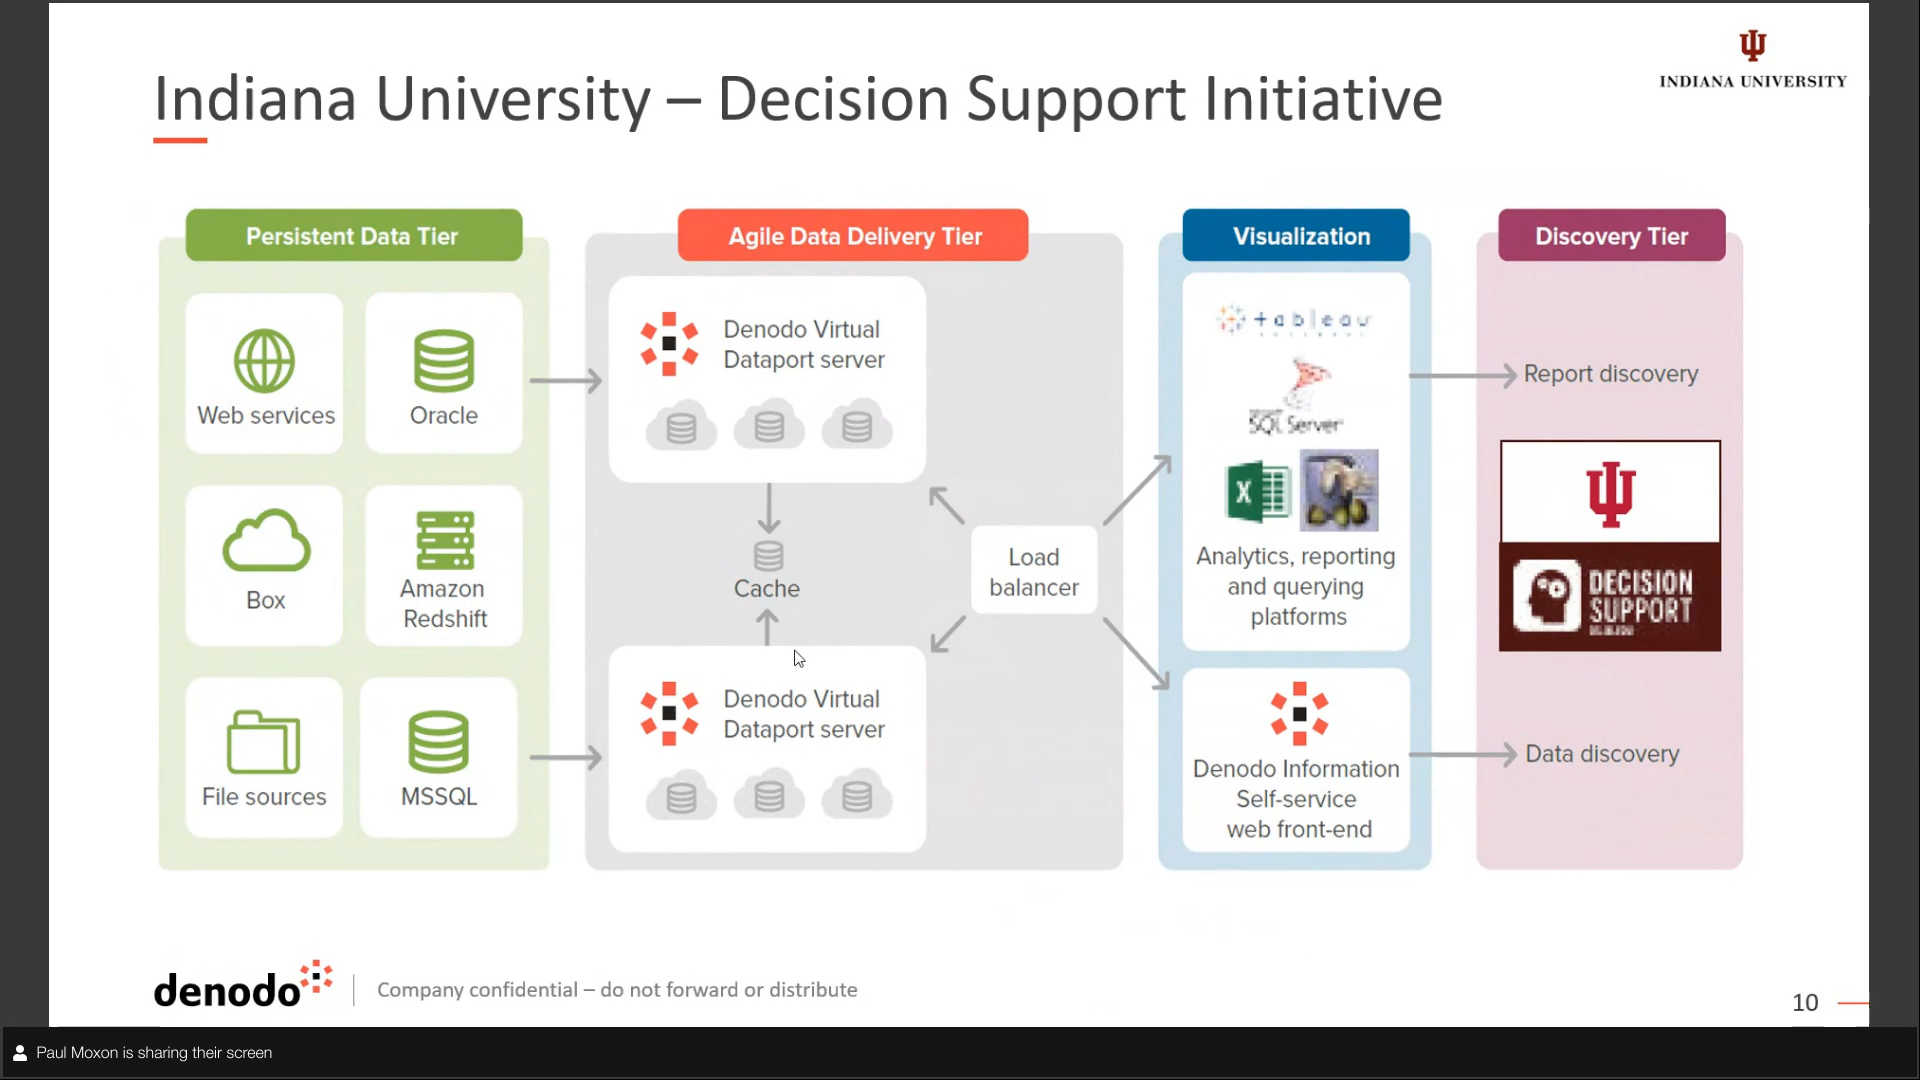 INDIANA UNIVERSITY
Indiana University – Decision Support Initiative
Persistent Data Tier
Web services
Oracle
Box
Amazon
Redshift
File sources
MSSQL
Agile Data Delivery Tier
Denodo Virtual
Dataport server
Cache
Load
balancer
Denodo Virtual
Dataport server
Visualization
tableau
SQL Server
X
Analytics, reporting
and querying
platforms
Denodo Information
Self-service
web front-end
Discovery Tier
Report discovery
DECISION
SUPPORT
Data discovery
denodo
Company confidential – do not forward or distribute
10
Paul Moxon is sharing their screen